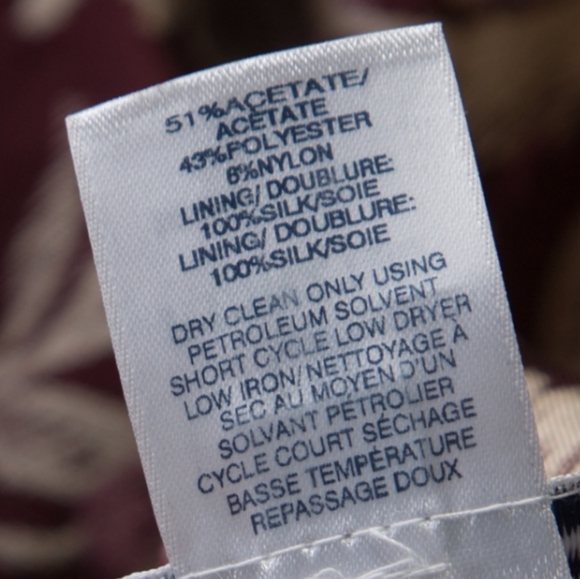 51%ACETATE/
ACETATE
43%POLYESTER
6%NYLON
LINING/ DOUBLURE:
100%SILK/SOIE
LINING/ DOUBLURE:
100%SILK/SOIE
DRY CLEAN ONLY USING
PETROLEUM SOLVENT
SHORT CYCLE LOW DRYER
LOW IRON/NETTOYAGE À
SEC AU MOYEN D'UN
SOLVANT PÉTROLIER
CYCLE COURT SÉCHAGE
BASSE TEMPÉRATURE
REPASSAGE DOUX